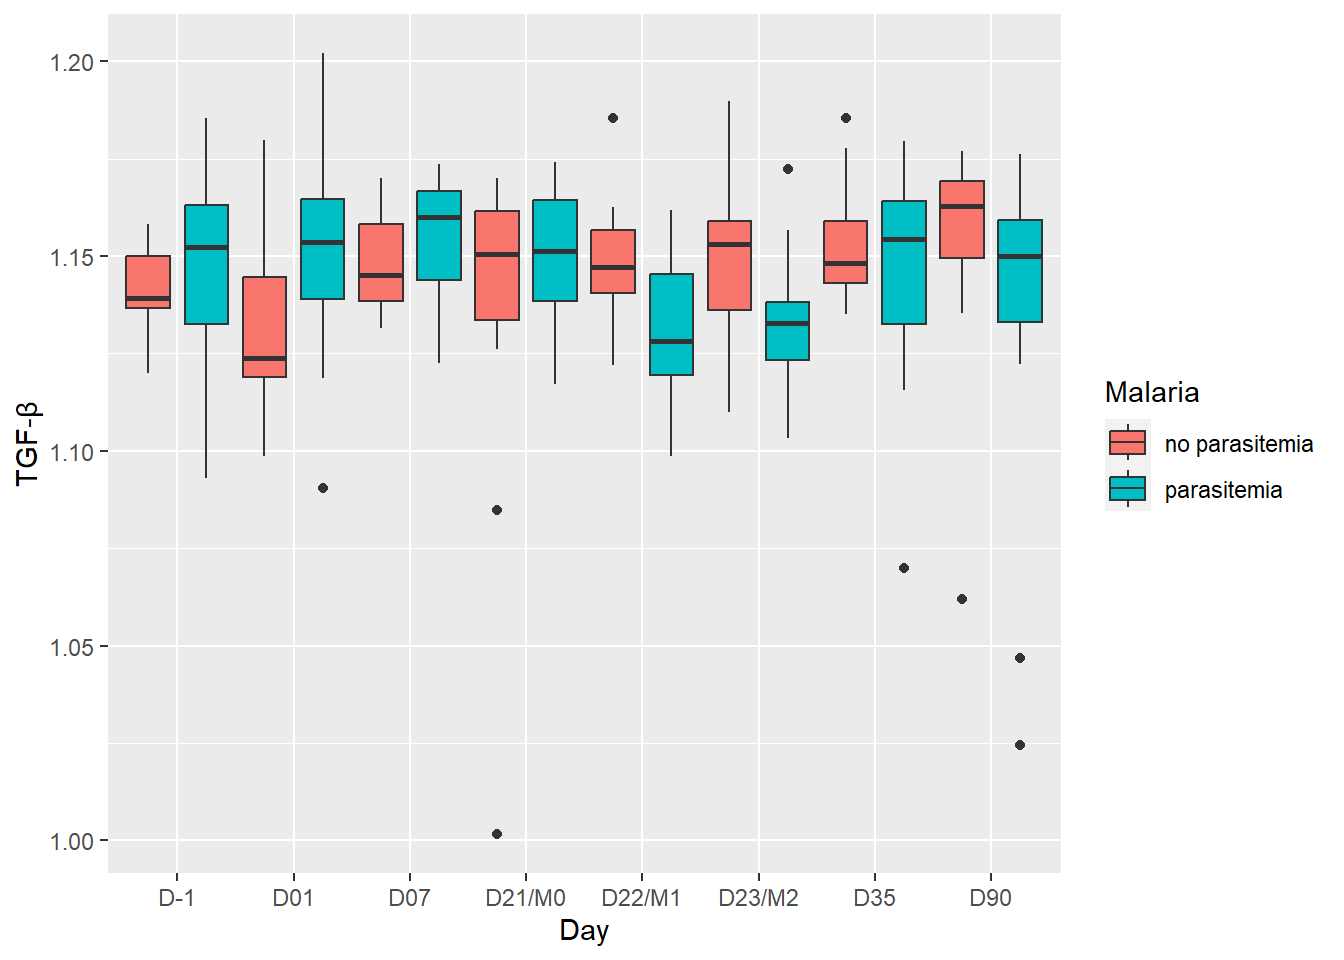 TGF-β
1.20
1.15
1.10
1.05
1.00
D-1 D01 D07 D21/M0 D22/M1 D23/M2 D35 D90
Day
Malaria
no parasitemia
parasitemia